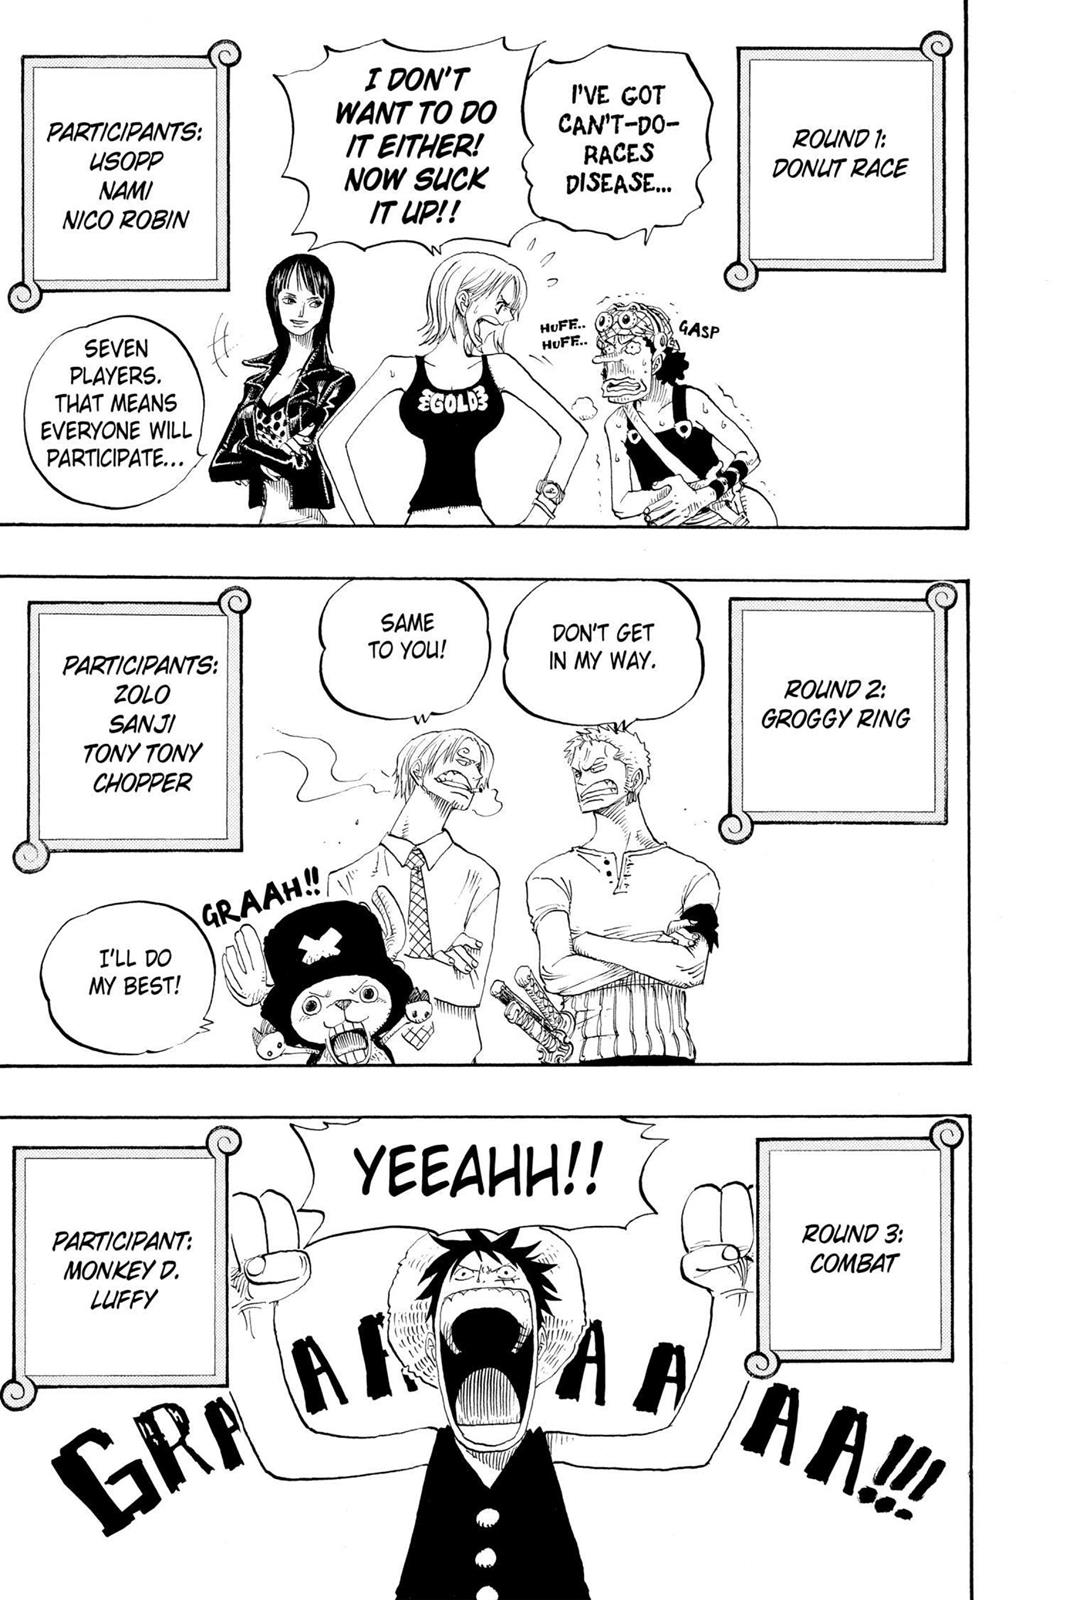 ROUND 1:
DONUT RACE
I'VE GOT
CAN'T-DO-
RACES
DISEASE...
I DON'T
WANT TO DO
IT EITHER!
NOW SUCK
IT UP!!
PARTICIPANTS:
USOPP
NAMI
NICO ROBIN
GASP
HUFF..
HUFF..
GOLD
SEVEN
PLAYERS.
THAT MEANS
EVERYONE WILL
PARTICIPATE...
ROUND 2:
GROGGY RING
DON'T GET
IN MY WAY.
SAME
TO YOU!
PARTICIPANTS:
ZOLO
SANJI
TONY TONY
CHOPPER
GRAAH!!
I'LL DO
MY BEST!
ROUND 3:
COMBAT
YEEAHH!!
PARTICIPANT:
MONKEY D.
LUFFY
GRAAAAAAAA!!!